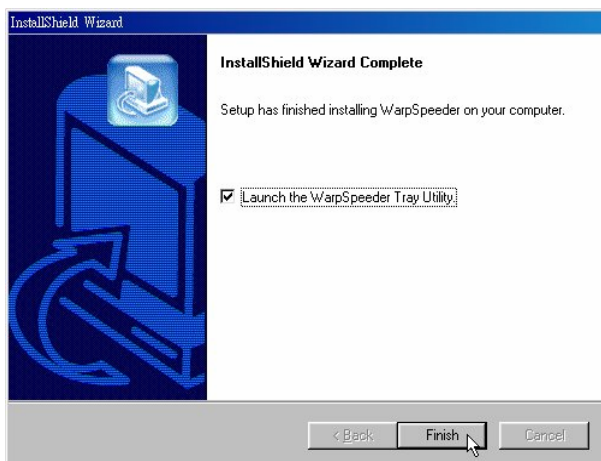 InstallShield Wizard
InstallShield Wizard Complete
Setup has finished installing WarpSpeeder on your computer.
Launch the WarpSpeeder Tray Utility.
< Back
Finish
Cancel